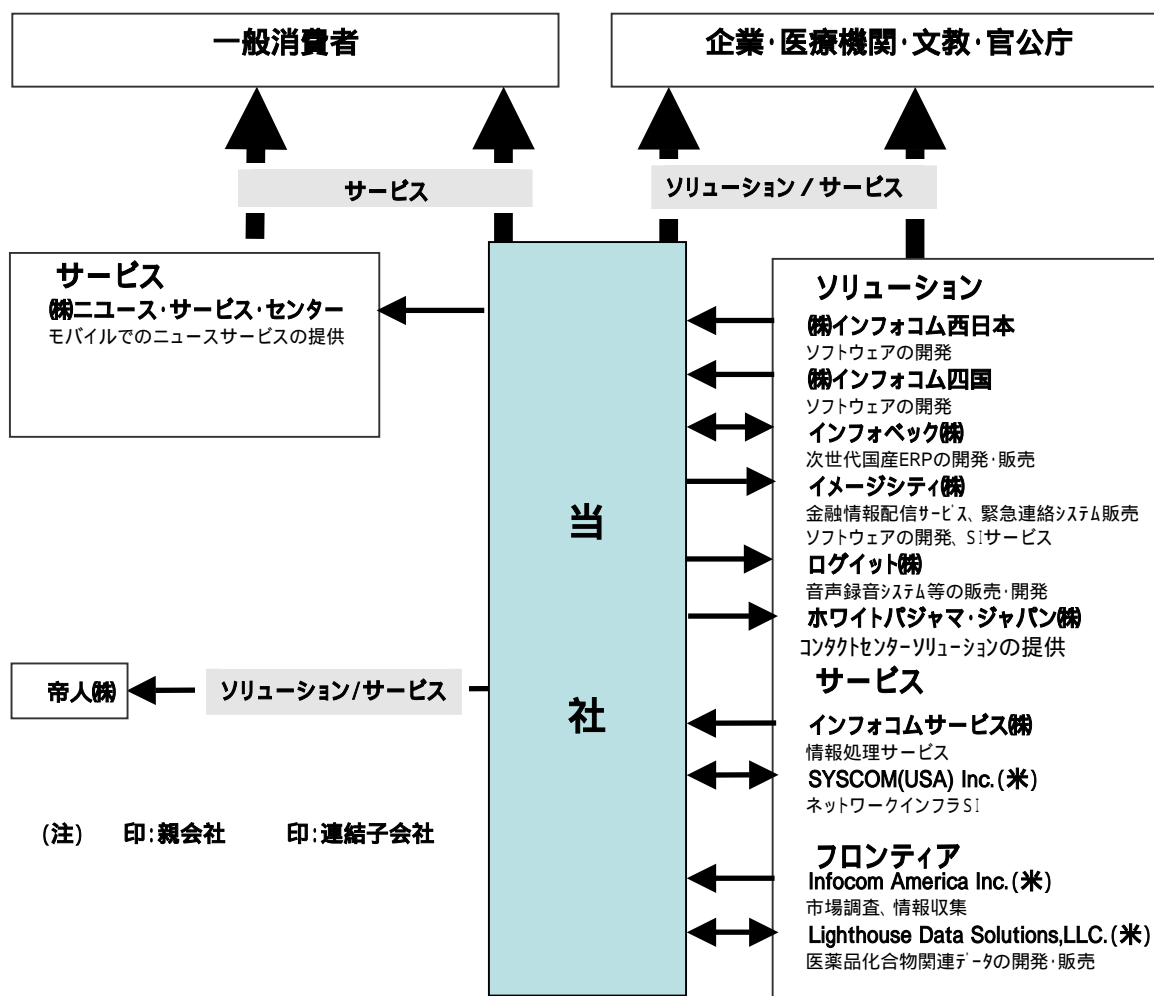 一般消費者
企業・医療機関・文教・官公庁
サービス
ソリューション / サービス
サービス
㈱ニュース・サービス・センター
モバイルでのニュースサービスの提供
当
社
帝人㈱
ソリューション/サービス
(注) 印:親会社 印:連結子会社
ソリューション
㈱インフォコム西日本
ソフトウェアの開発
㈱インフォコム四国
ソフトウェアの開発
インフォベック㈱
次世代国産ERPの開発・販売
イメージシティ㈱
金融情報配信サービス、緊急連絡システム販売
ソフトウェアの開発、SIサービス
ログイット㈱
音声録音システム等の販売・開発
ホワイトパジャマ・ジャパン㈱
コンタクトセンターソリューションの提供
サービス
インフォコムサービス㈱
情報処理サービス
SYSCOM(USA) Inc.(米)
ネットワークインフラSI
フロンティア
Infocom America Inc.(米)
市場調査、情報収集
Lighthouse Data Solutions,LLC.(米)
医薬品化合物関連データの開発・販売